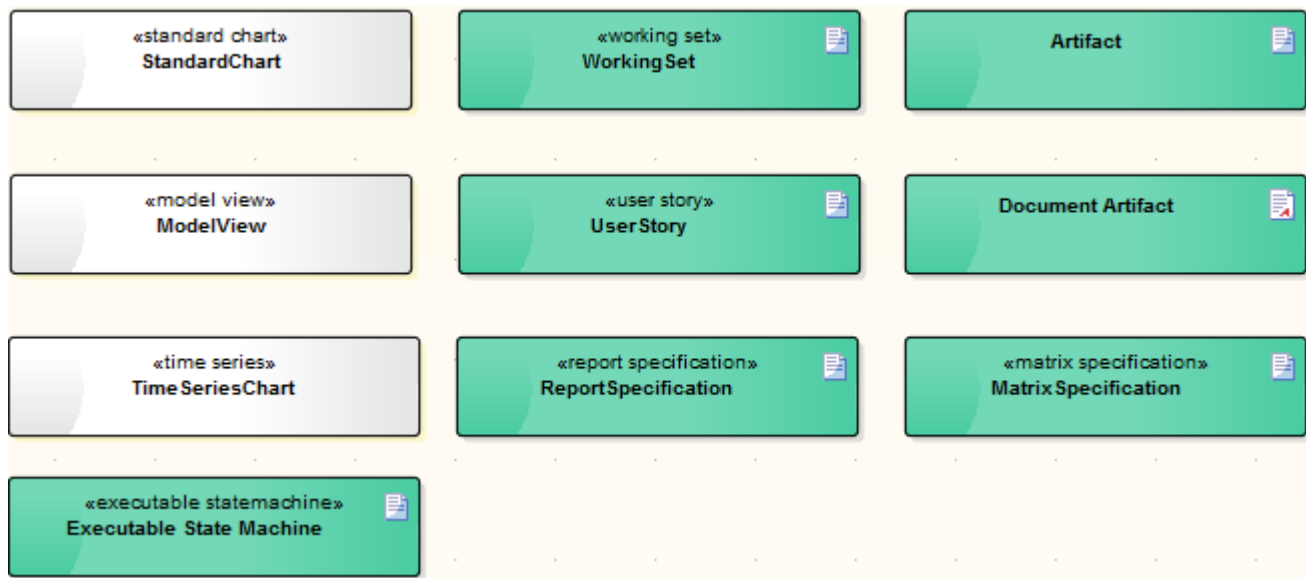 «standard chart»
StandardChart
«working set»
WorkingSet
Artifact
«model view»
ModelView
«user story»
UserStory
Document Artifact
«time series»
TimeSeriesChart
«report specification»
ReportSpecification
«matrix specification»
MatrixSpecification
«executable statemachine»
Executable State Machine